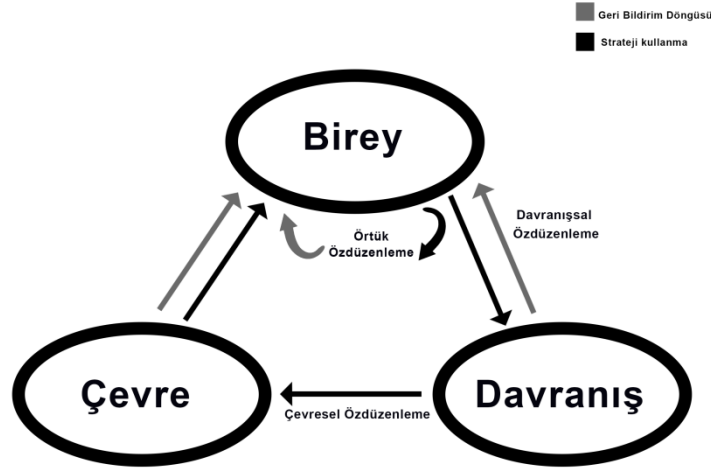 Geri Bildirim Döngüsü
Strateji kullanma
Birey
Örtük
Özdüzenleme
Davranışsal
Özdüzenleme
Çevre
Çevresel Özdüzenleme
Davranış